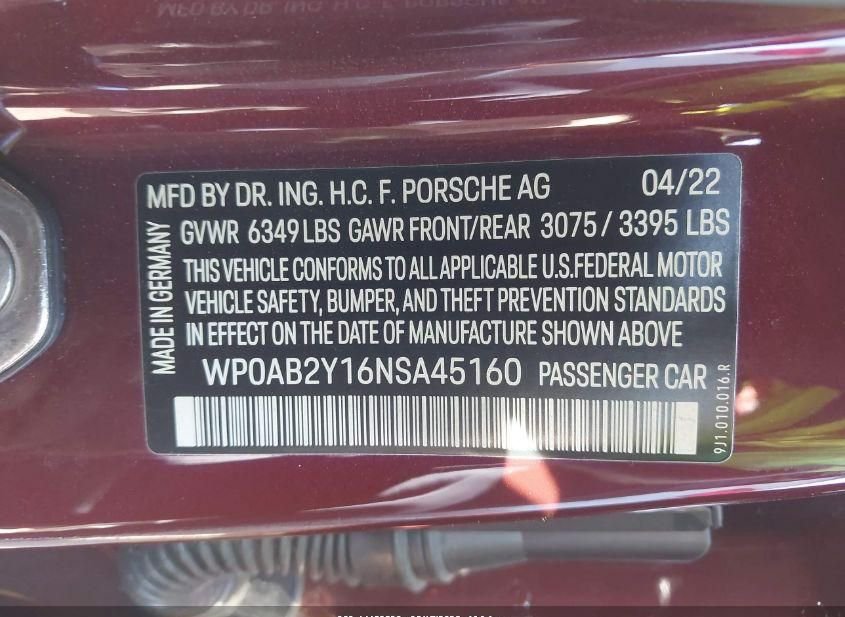 MFD BY DR. ING. H.C. F. PORSCHE AG 04/22
GVWR 6349 LBS GAWR FRONT/REAR 3075 / 3395 LBS
THIS VEHICLE CONFORMS TO ALL APPLICABLE U.S. FEDERAL MOTOR
VEHICLE SAFETY, BUMPER, AND THEFT PREVENTION STANDARDS
IN EFFECT ON THE DATE OF MANUFACTURE SHOWN ABOVE
WP0AB2Y16NSA45160 PASSENGER CAR
MADE IN GERMANY
9J1.010.016.R